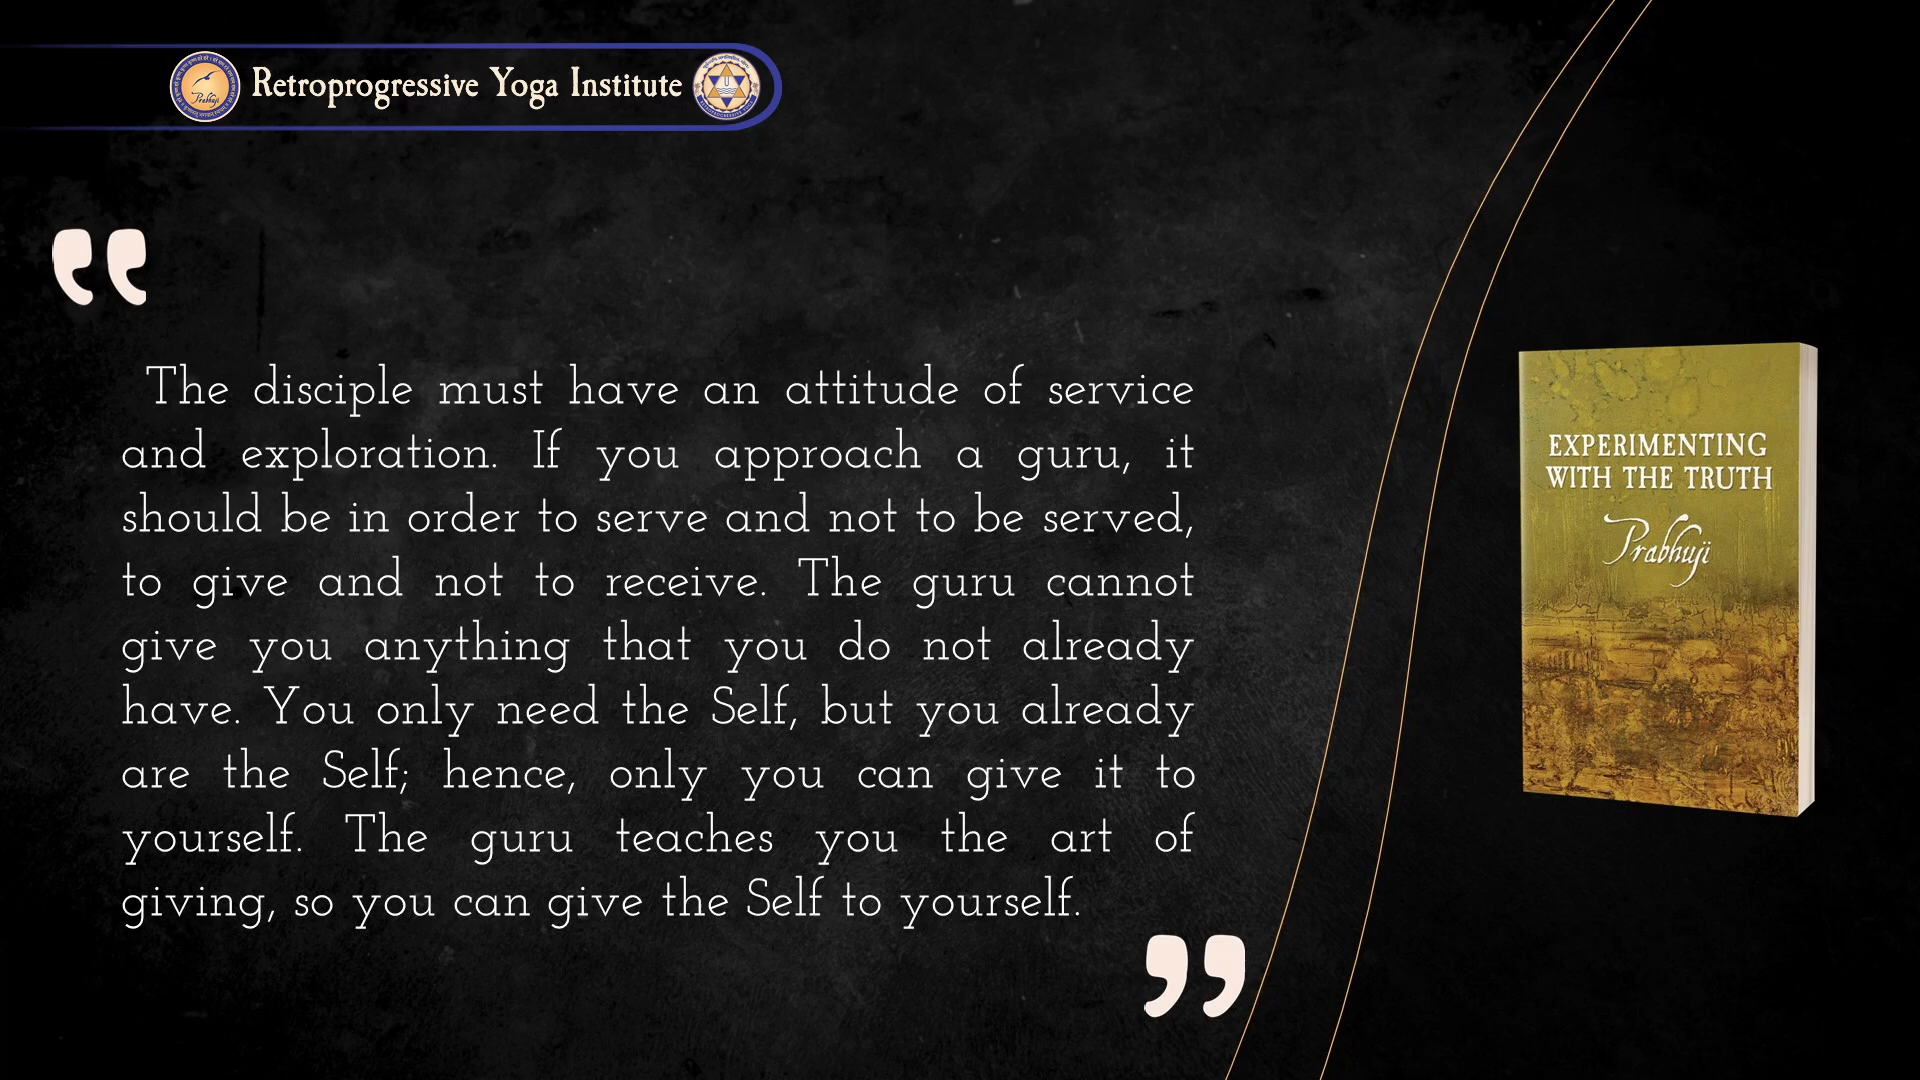 Retroprogressive Yoga Institute
Prabhuji
“
The disciple must have an attitude of service
and exploration. If you approach a guru, it
should be in order to serve and not to be served,
to give and not to receive. The guru cannot
give you anything that you do not already
have. You only need the Self, but you already
are the Self; hence, only you can give it to
yourself. The guru teaches you the art of
giving, so you can give the Self to yourself.
”
EXPERIMENTING
WITH THE TRUTH
Prabhuji